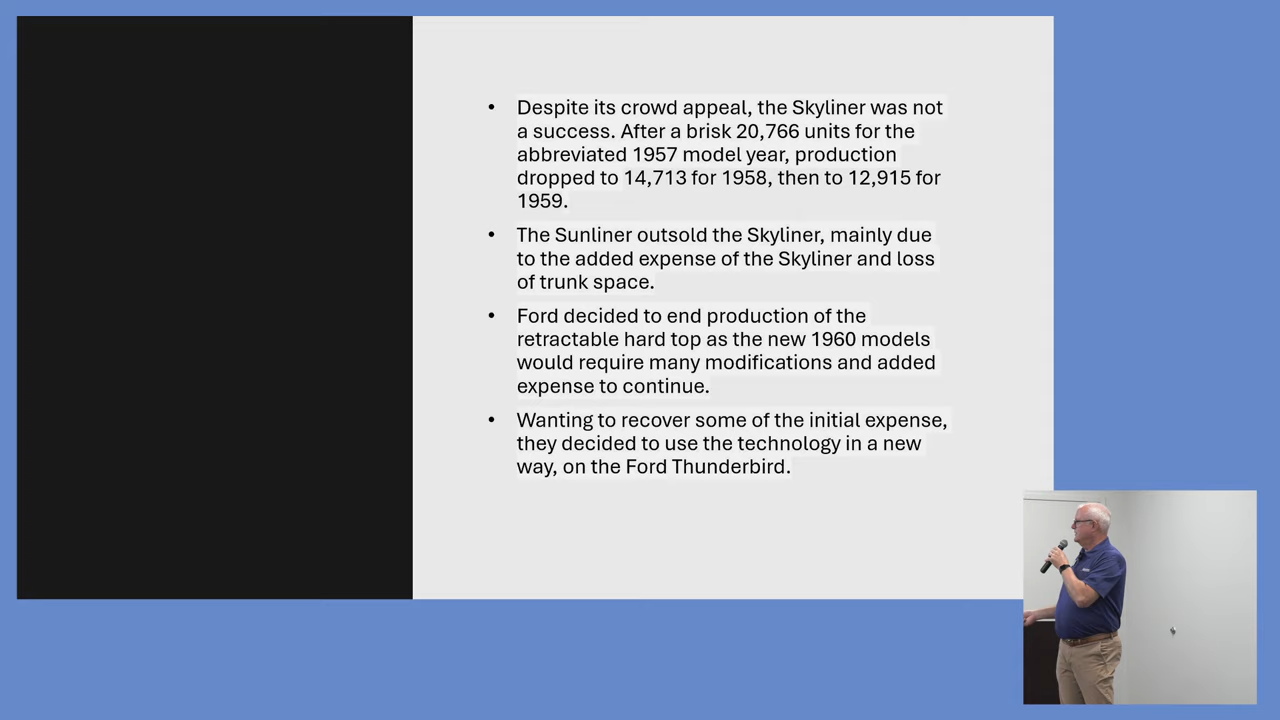 • Despite its crowd appeal, the Skyliner was not
a success. After a brisk 20,766 units for the
abbreviated 1957 model year, production
dropped to 14,713 for 1958, then to 12,915 for
1959.
• The Sunliner outsold the Skyliner, mainly due
to the added expense of the Skyliner and loss
of trunk space.
• Ford decided to end production of the
retractable hard top as the new 1960 models
would require many modifications and added
expense to continue.
• Wanting to recover some of the initial expense,
they decided to use the technology in a new
way, on the Ford Thunderbird.